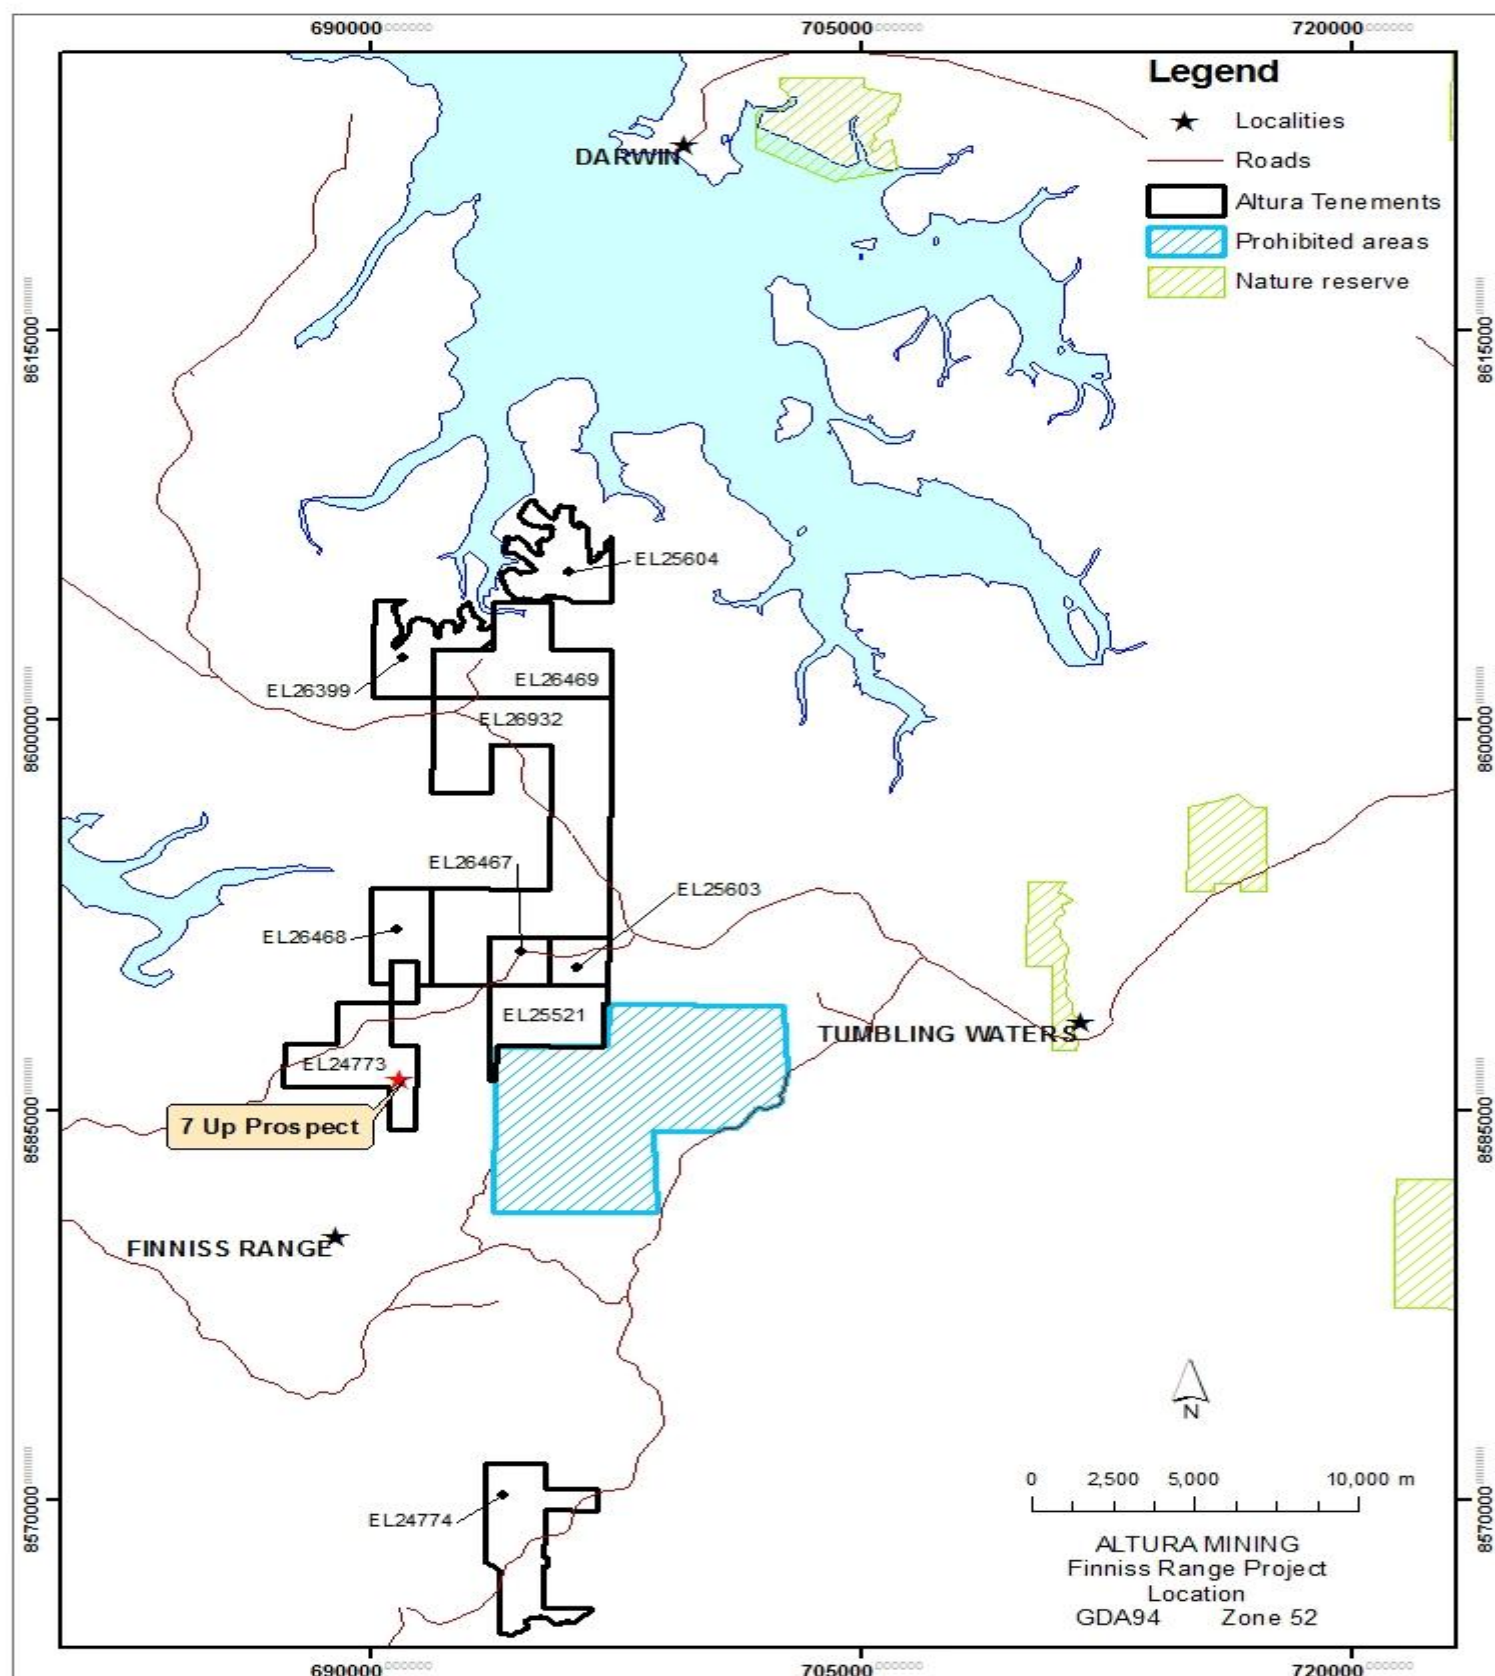 690000 705000 720000
Legend
Localities
Roads
Altura Tenements
Prohibited areas
Nature reserve
DARWIN
8615000 8615000
EL25604
EL26399
EL26469
EL26932
8600000 8600000
EL26467
EL25603
EL26468
EL25521
TUMBLING WATERS
EL24773
7 Up Prospect
8585000 8585000
FINNISS RANGE
N
0 2,500 5,000 10,000 m
EL24774
8570000 8570000
ALTURA MINING
Finniss Range Project
Location
GDA94 Zone 52
690000 705000 720000